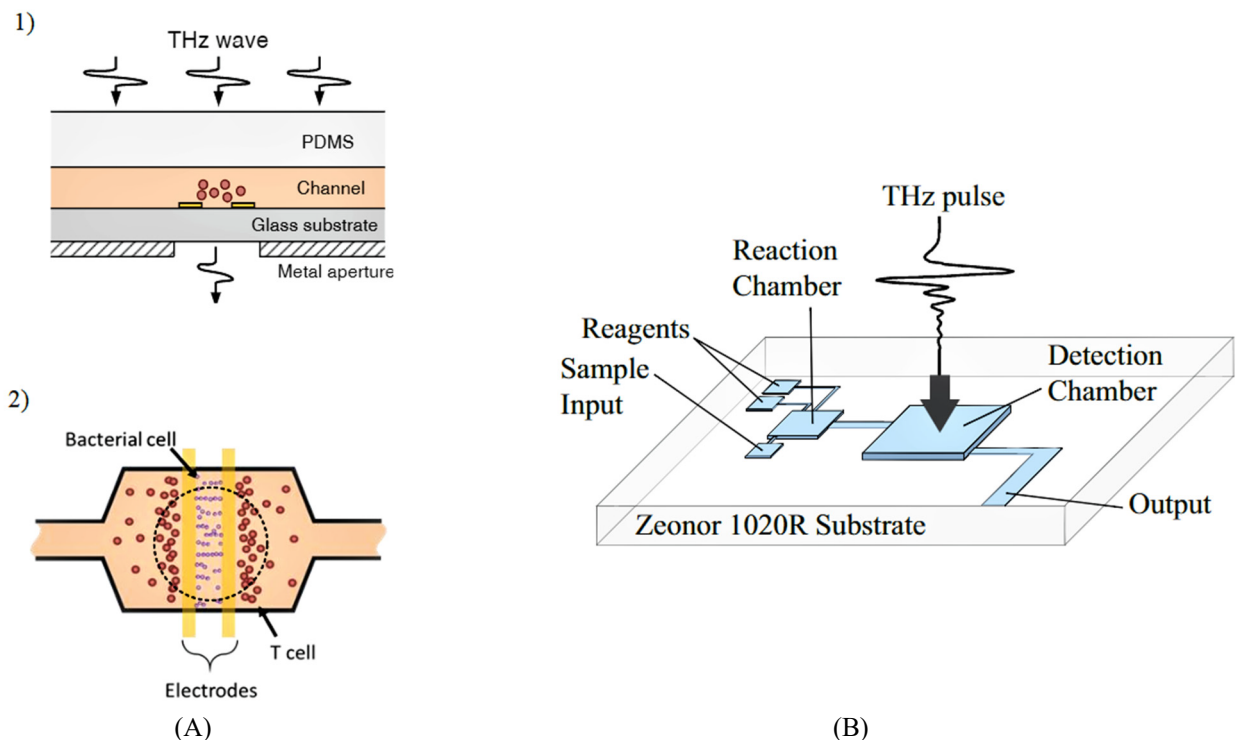 1)
THz wave
PDMS
Channel
Glass substrate
Metal aperture
2)
Bacterial cell
T cell
Electrodes
(A)
THz pulse
Reaction
Chamber
Reagents
Sample
Input
Detection
Chamber
Output
Zeonor 1020R Substrate
(B)